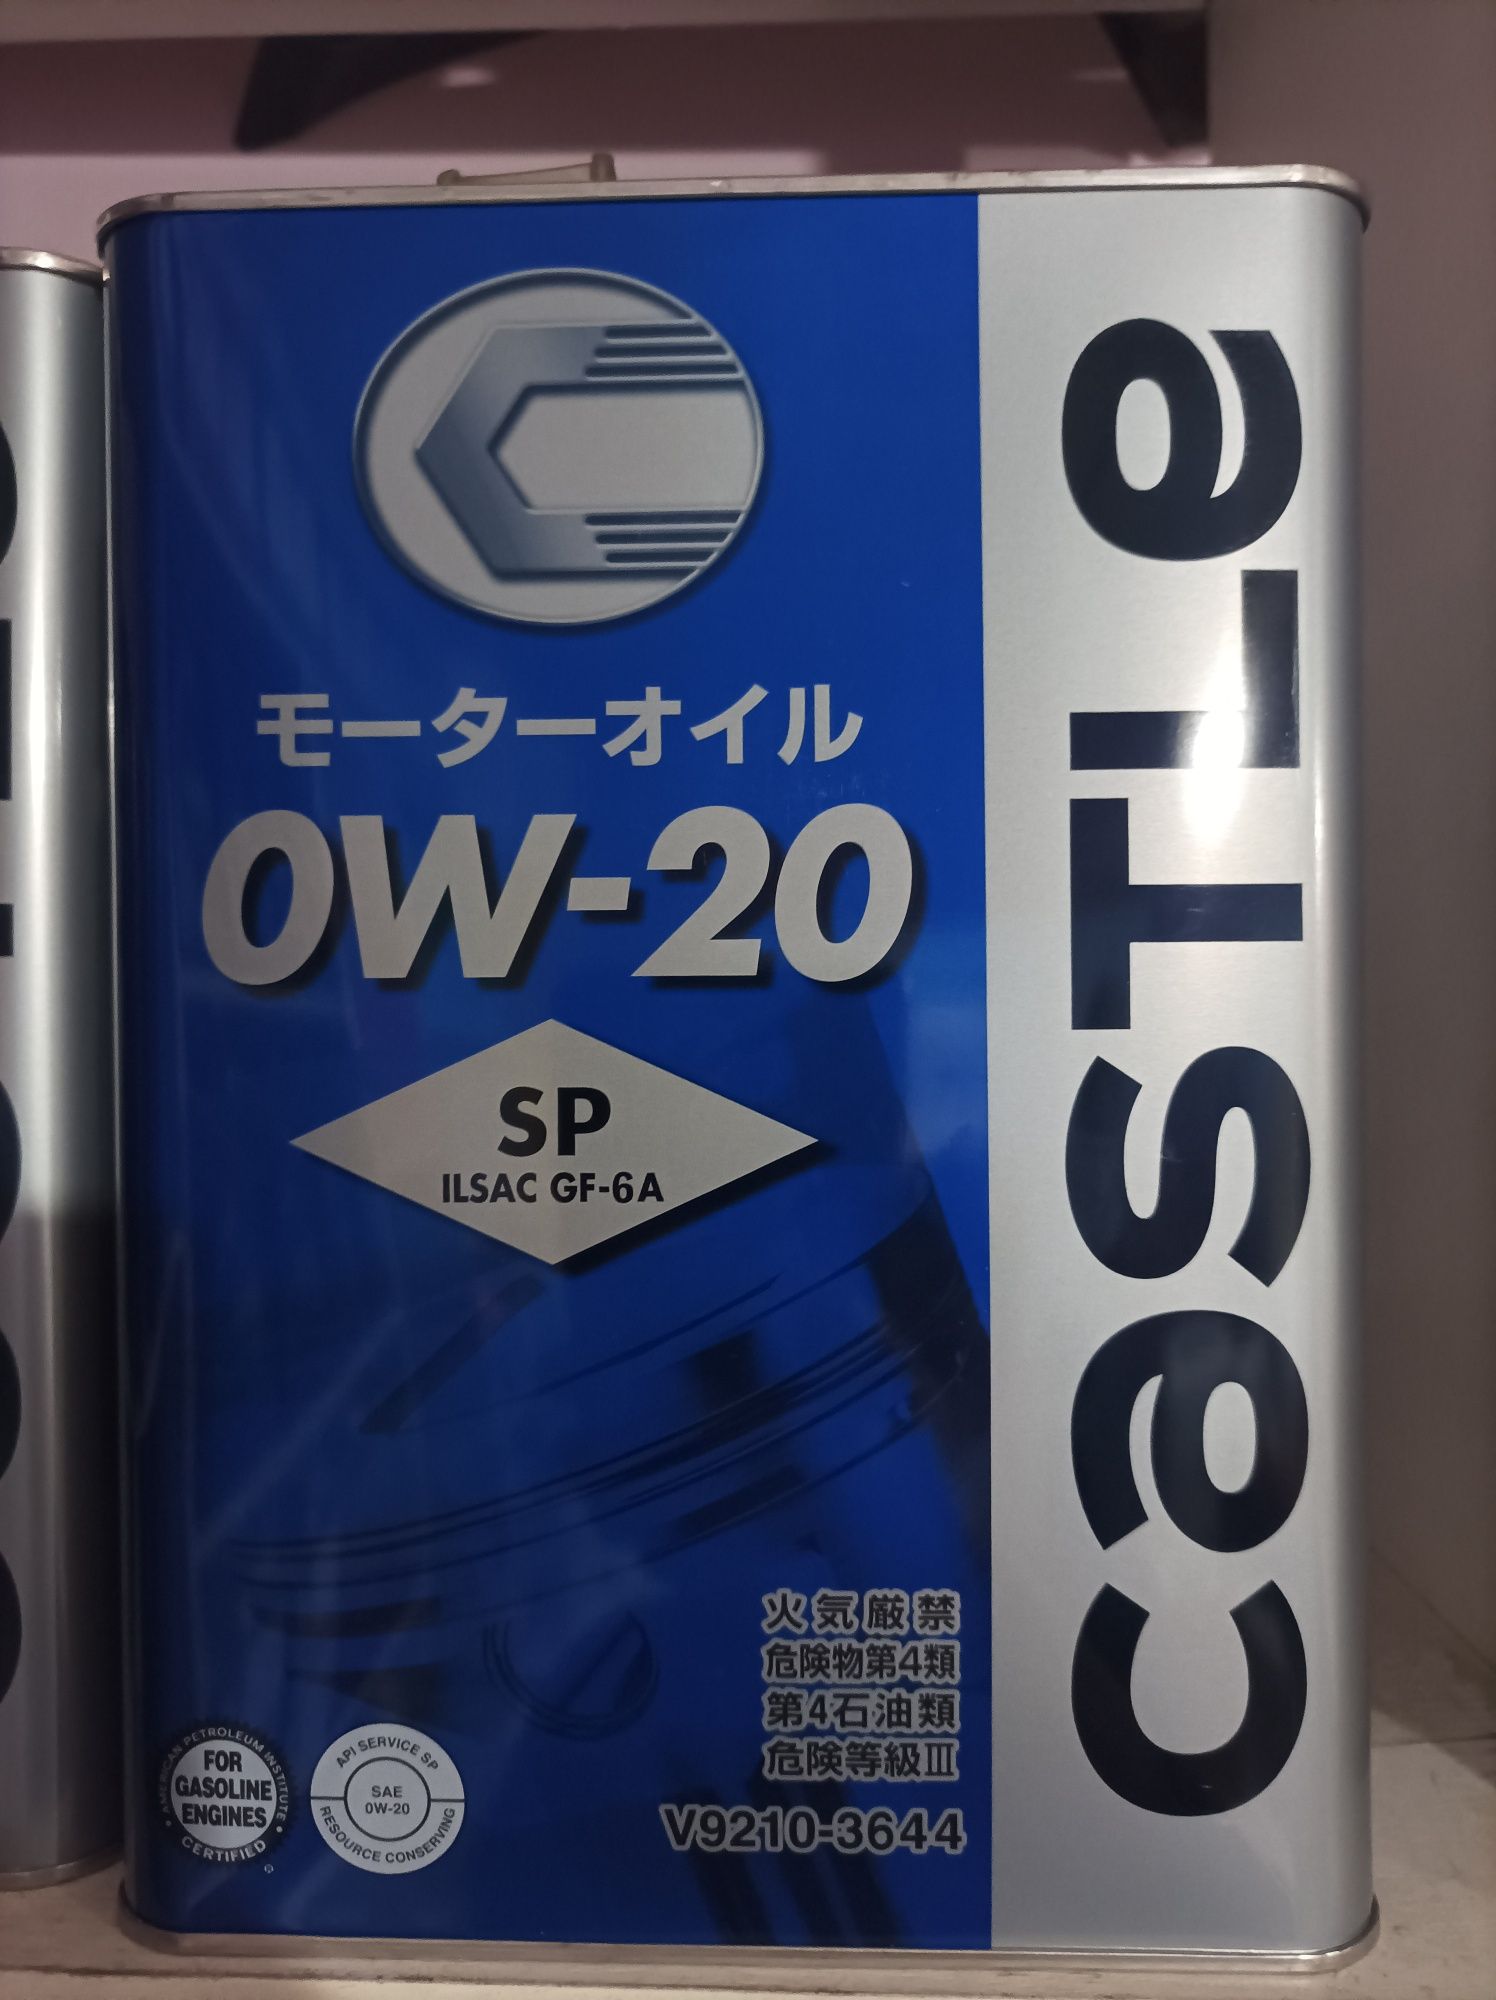 モーターオイル
0W-20
SP
ILSAC GF-6A
CaSTLe
火気厳禁
危険物第4類
第4石油類
危険等級III
V9210-3644
AMERICAN PETROLEUM INSTITUTE
FOR
GASOLINE
ENGINES
CERTIFIED
API SERVICE SP
SAE
0W-20
RESOURCE CONSERVING